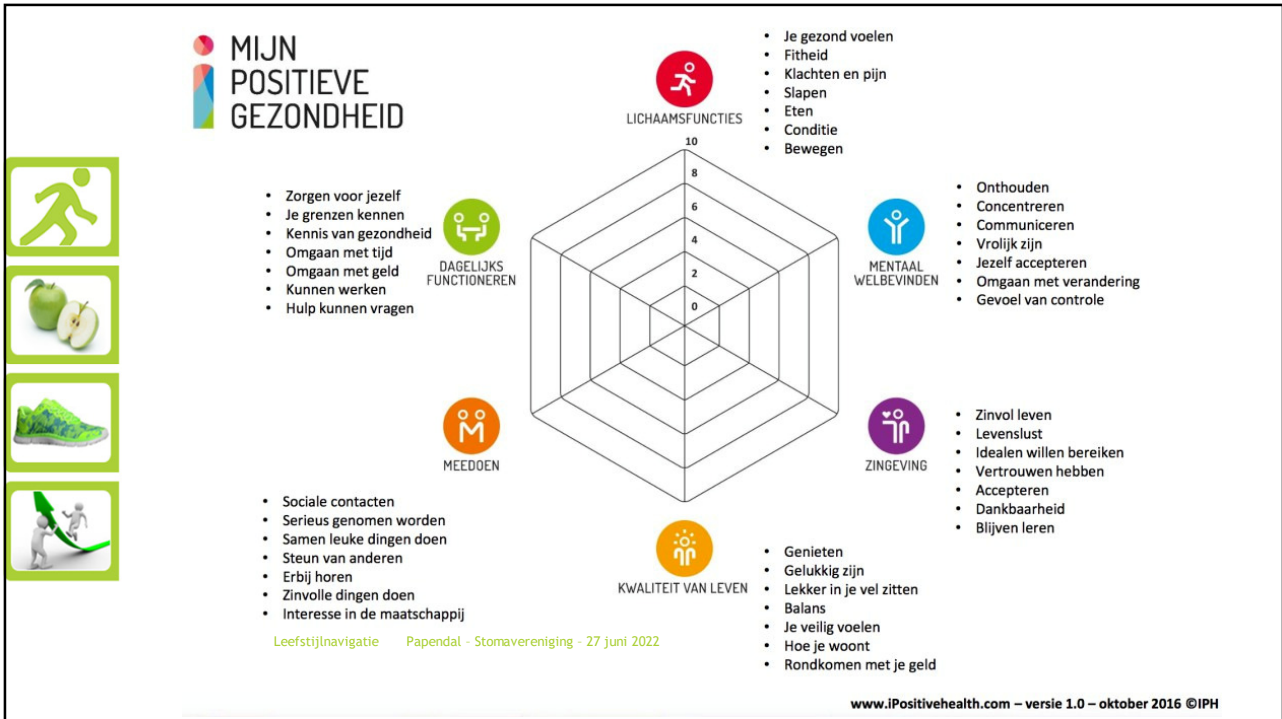 MIJN
POSITIEVE
GEZONDHEID
LICHAAMSFUNCTIES
• Je gezond voelen
• Fitheid
• Klachten en pijn
• Slapen
• Eten
• Conditie
• Bewegen
10
8
6
4
2
0
• Zorgen voor jezelf
• Je grenzen kennen
• Kennis van gezondheid
• Omgaan met tijd
• Omgaan met geld
• Kunnen werken
• Hulp kunnen vragen
DAGELIJKS
FUNCTIONEREN
MENTAAL
WELBEVINDEN
• Onthouden
• Concentreren
• Communiceren
• Vrolijk zijn
• Jezelf accepteren
• Omgaan met verandering
• Gevoel van controle
MEEDOEN
• Sociale contacten
• Serieus genomen worden
• Samen leuke dingen doen
• Steun van anderen
• Erbij horen
• Zinvolle dingen doen
• Interesse in de maatschappij
ZINGEVING
• Zinvol leven
• Levenslust
• Idealen willen bereiken
• Vertrouwen hebben
• Accepteren
• Dankbaarheid
• Blijven leren
KWALITEIT VAN LEVEN
• Genieten
• Gelukkig zijn
• Lekker in je vel zitten
• Balans
• Je veilig voelen
• Hoe je woont
• Rondkomen met je geld
Leefstijlnavigatie Papendal - Stomavereniging - 27 juni 2022
www.iPositivehealth.com – versie 1.0 – oktober 2016 ©IPH